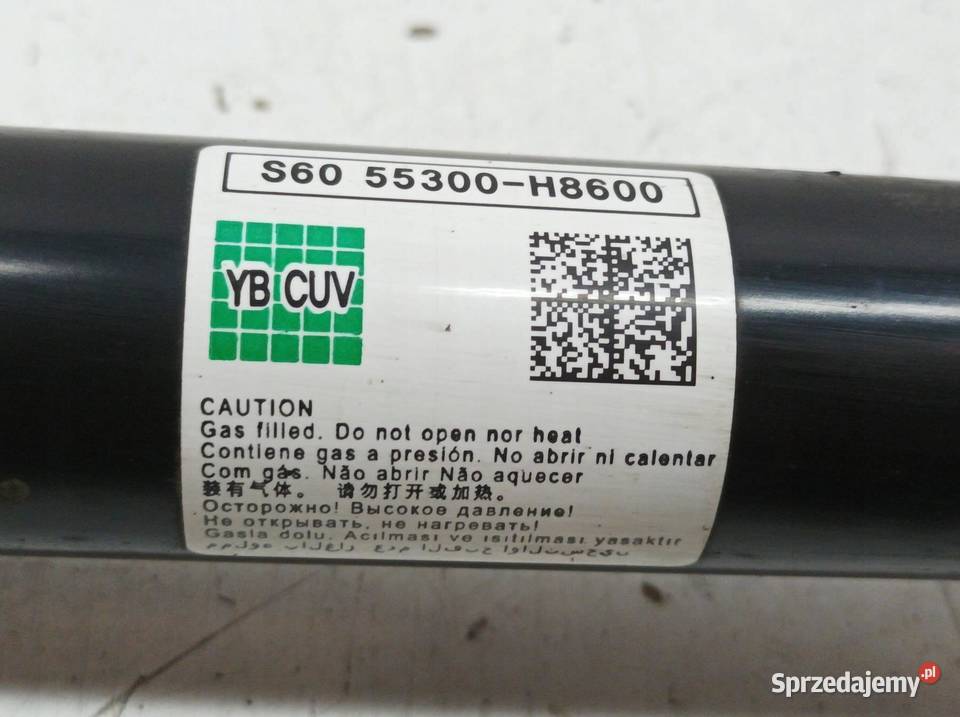 S60 55300-H8600
YB CUV
CAUTION
Gas filled. Do not open nor heat
Contiene gas a presión. No abrir ni calentar
Com gás. Não abrir Não aquecer
装有气体。 请勿打开或加热。
Осторожно! Высокое давление!
Не открывать, не нагревать!
Gasla dolu. Acılması ve ısıtılması yasaktır
Sprzedajemy.pl